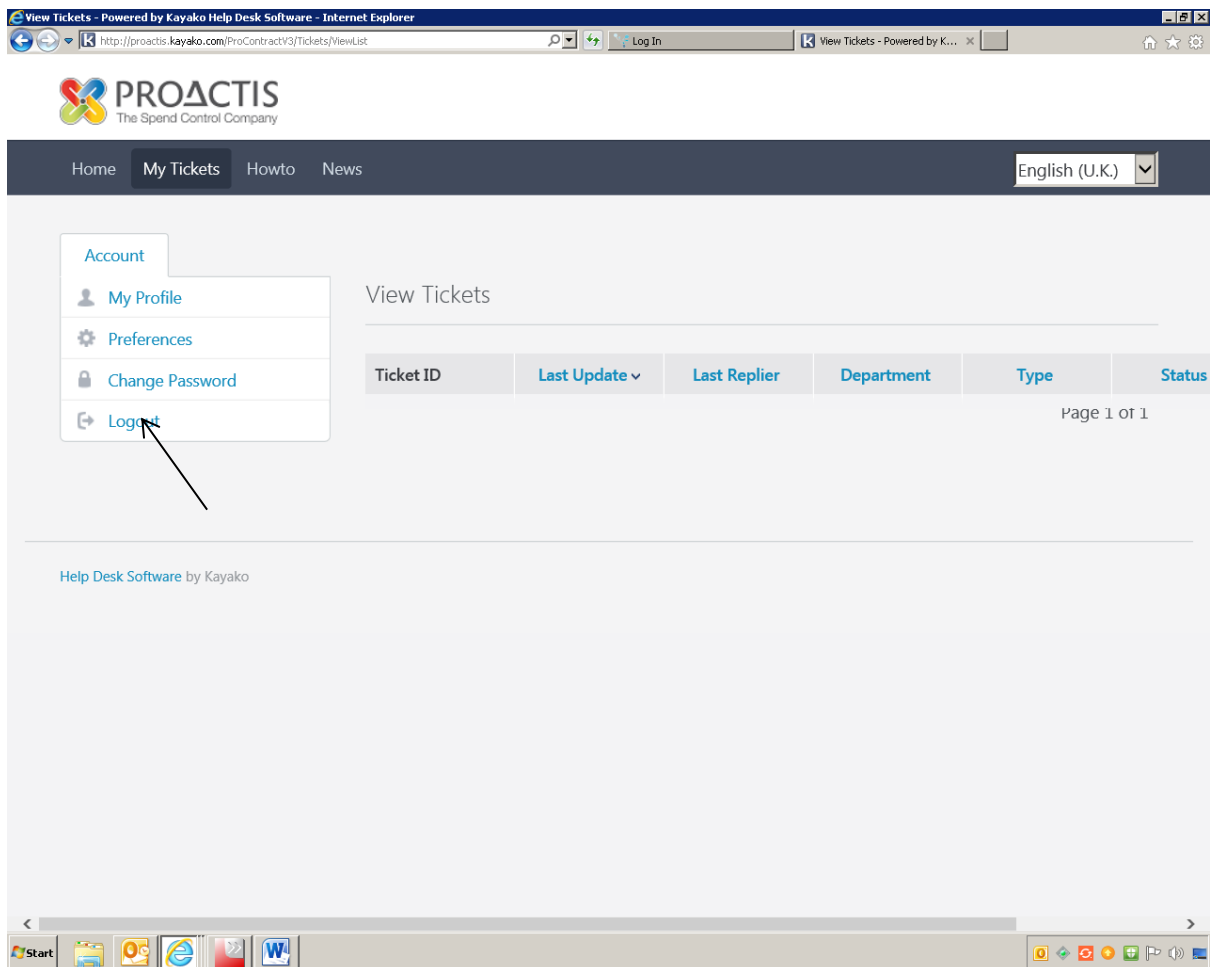 View Tickets - Powered by Kayako Help Desk Software - Internet Explorer
http://proactis.kayako.com/ProContractV3/Tickets/ViewList
Log In
View Tickets - Powered by K...
PROACTIS
The Spend Control Company
Home My Tickets Howto News English (U.K.)
Account
My Profile
Preferences
Change Password
Logout
View Tickets
Ticket ID Last Update Last Replier Department Type Status
Page 1 of 1
Help Desk Software by Kayako
Start